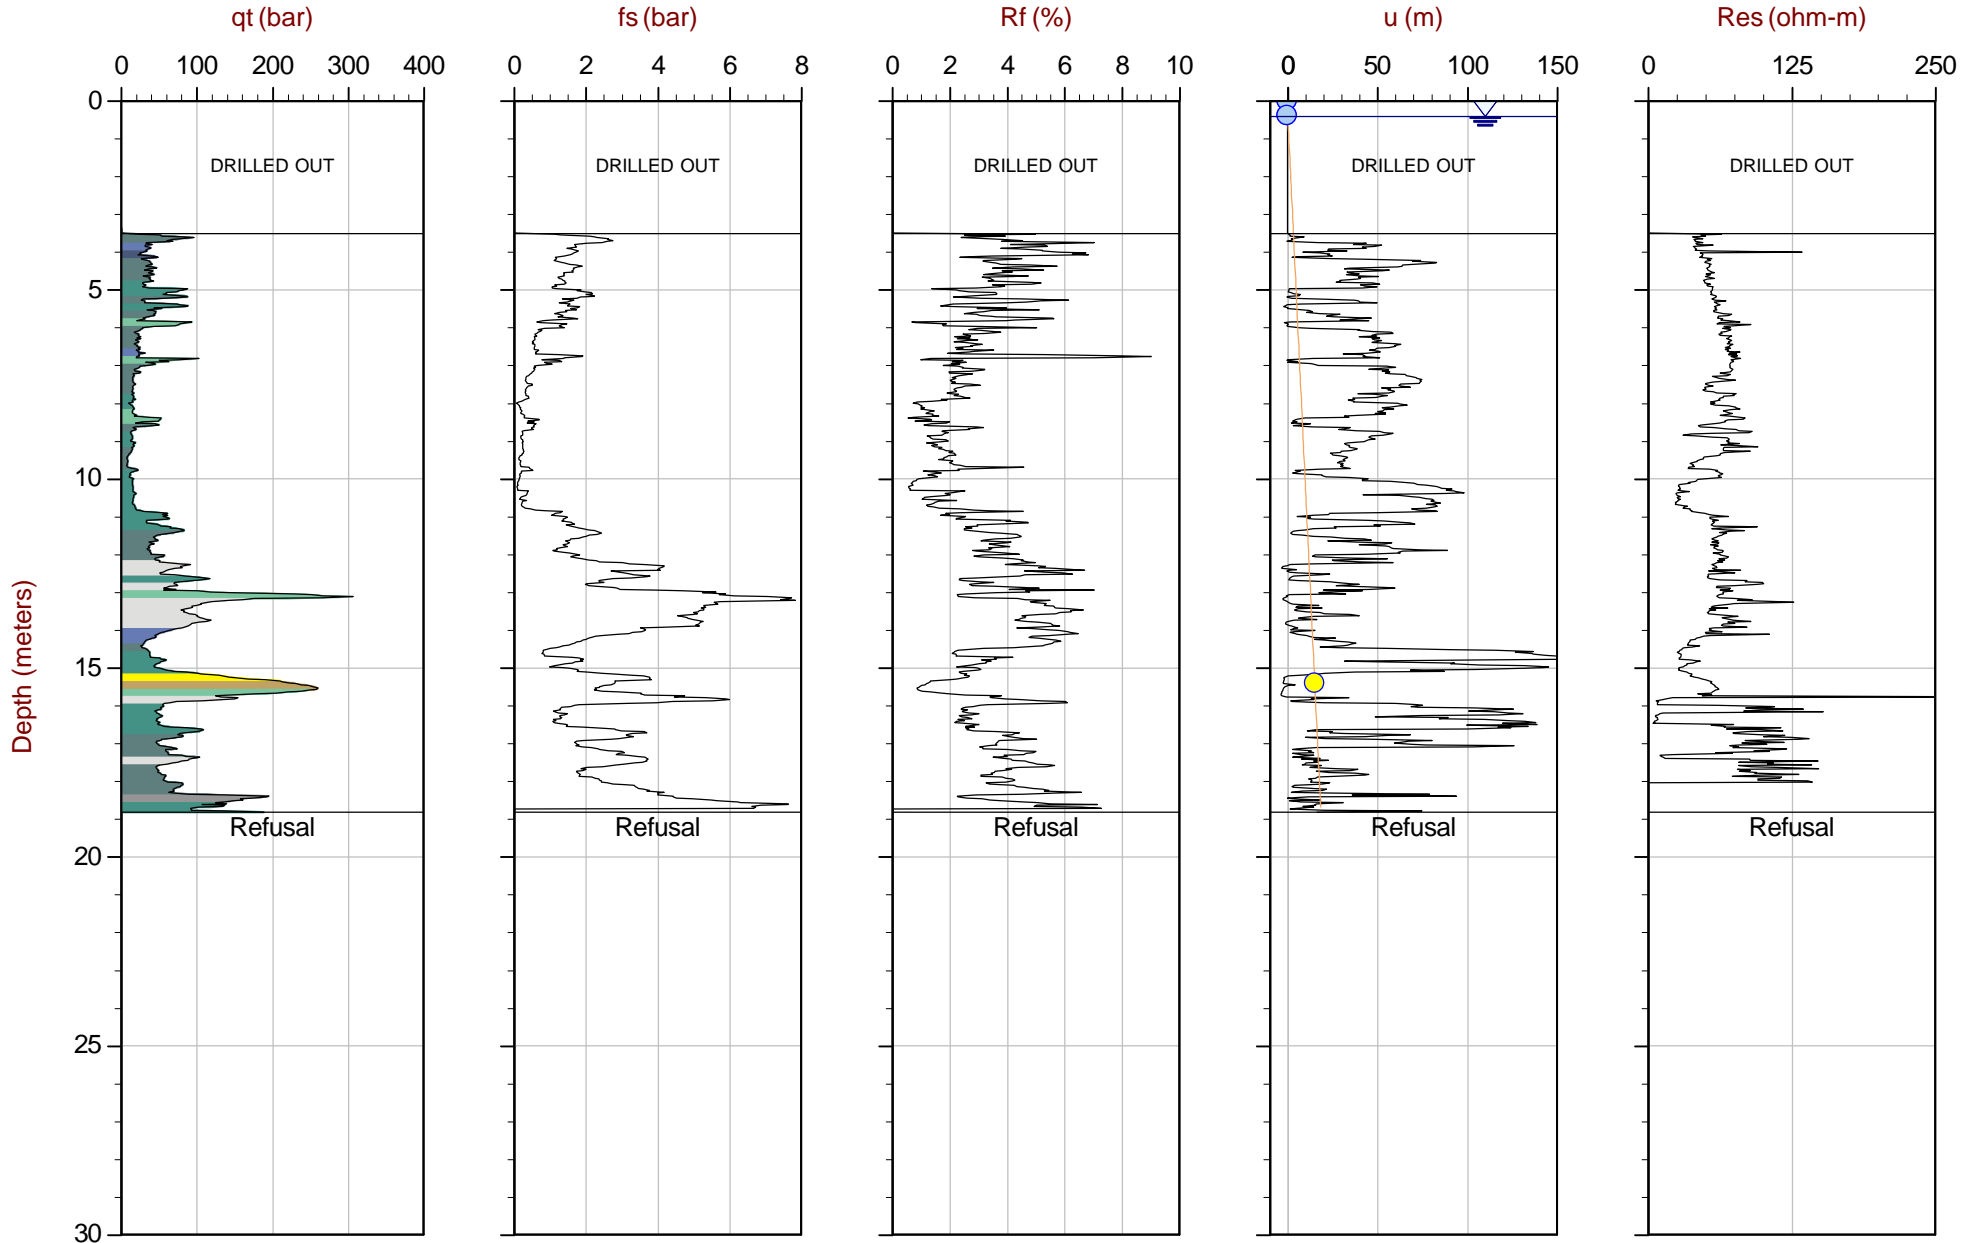 qt (bar) fs (bar) Rf (%) u (m) Res (ohm-m)
0 100 200 300 400 0 2 4 6 8 0 2 4 6 8 10 0 50 100 150 0 125 250
0
DRILLED OUT DRILLED OUT DRILLED OUT DRILLED OUT DRILLED OUT
5
10
15
Depth (meters)
Refusal Refusal Refusal Refusal Refusal
20
25
30